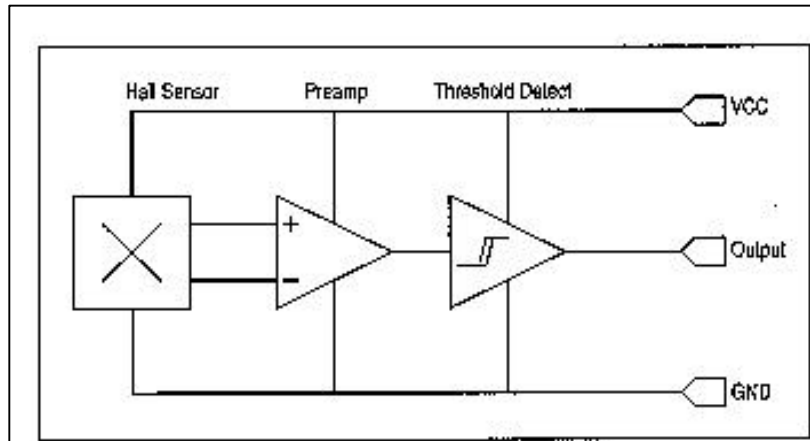 Hall Sensor
Preamp
Threshold Detect
VCC
+
−
Output
GND